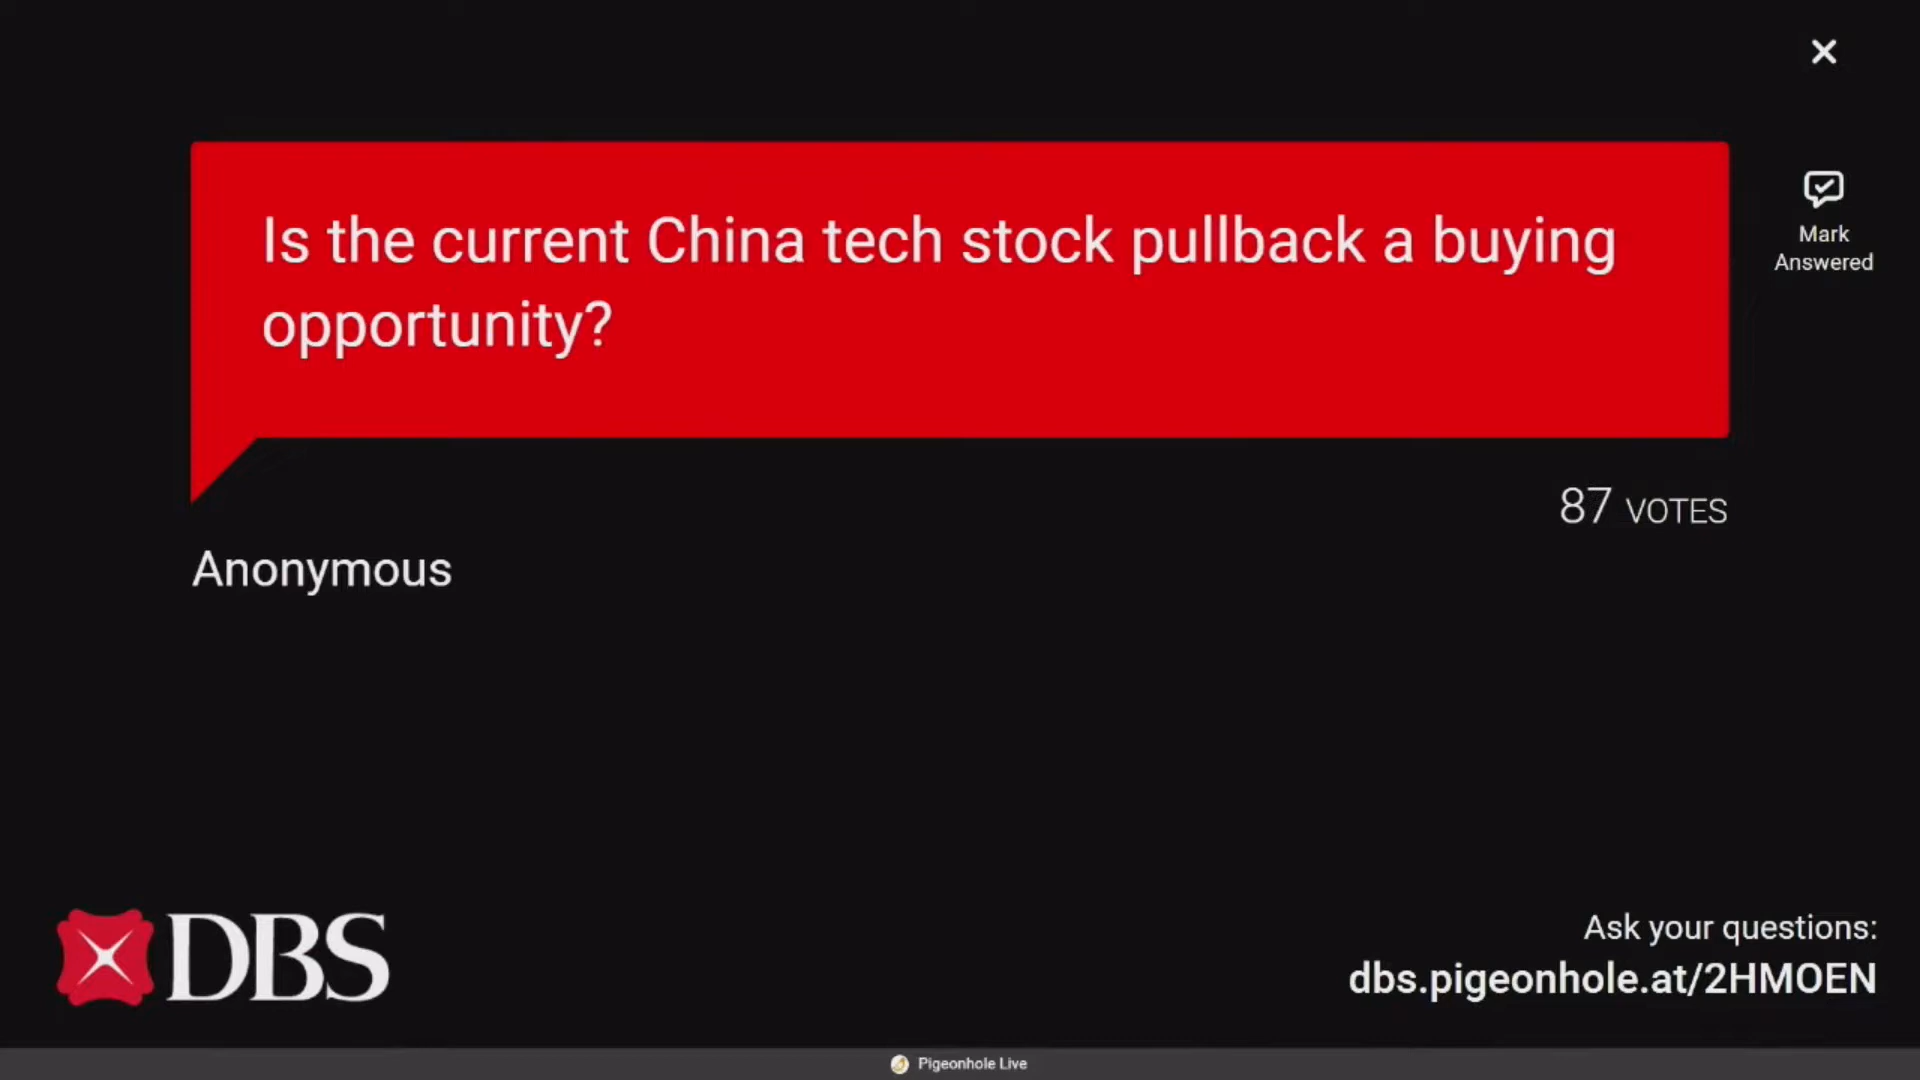 Is the current China tech stock pullback a buying
opportunity?
Mark
Answered
87 VOTES
Anonymous
DBS
Ask your questions:
dbs.pigeonhole.at/2HMOEN
Pigeonhole Live